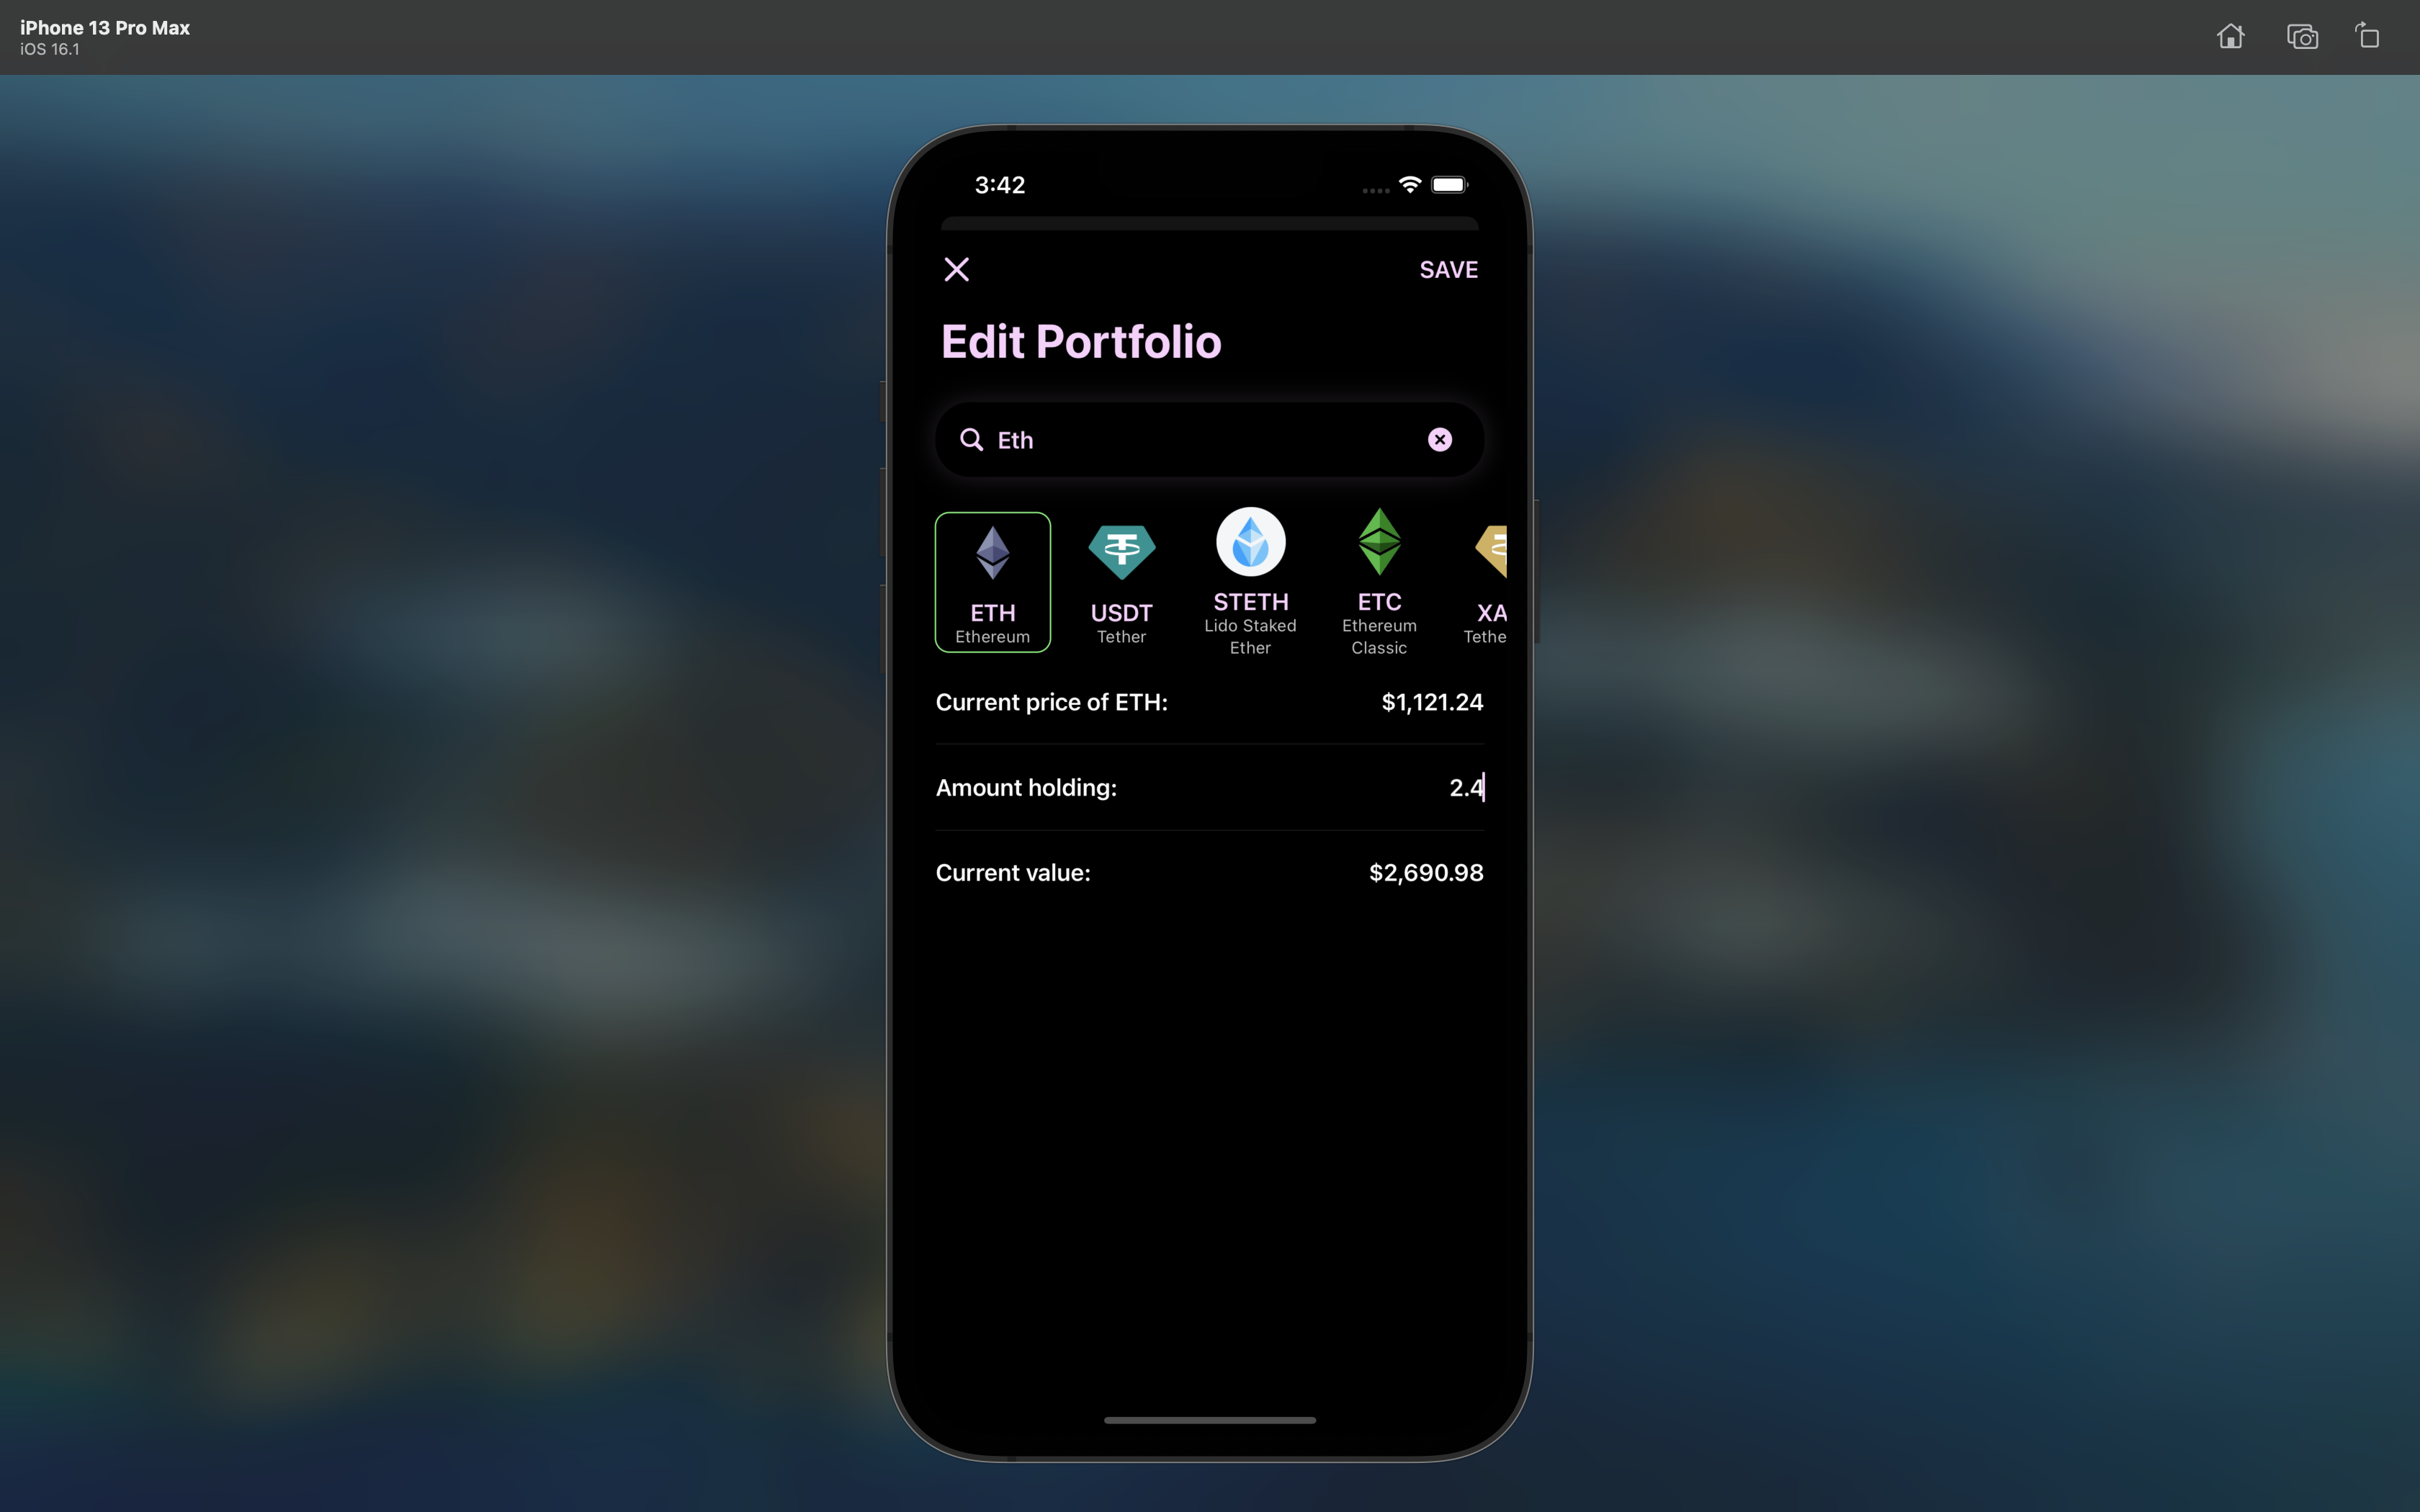 iPhone 13 Pro Max
iOS 16.1
3:42
SAVE
Edit Portfolio
Eth
ETH
Ethereum
USDT
Tether
STETH
Lido Staked
Ether
ETC
Ethereum
Classic
XA
Tethe
Current price of ETH: $1,121.24
Amount holding: 2.4
Current value: $2,690.98